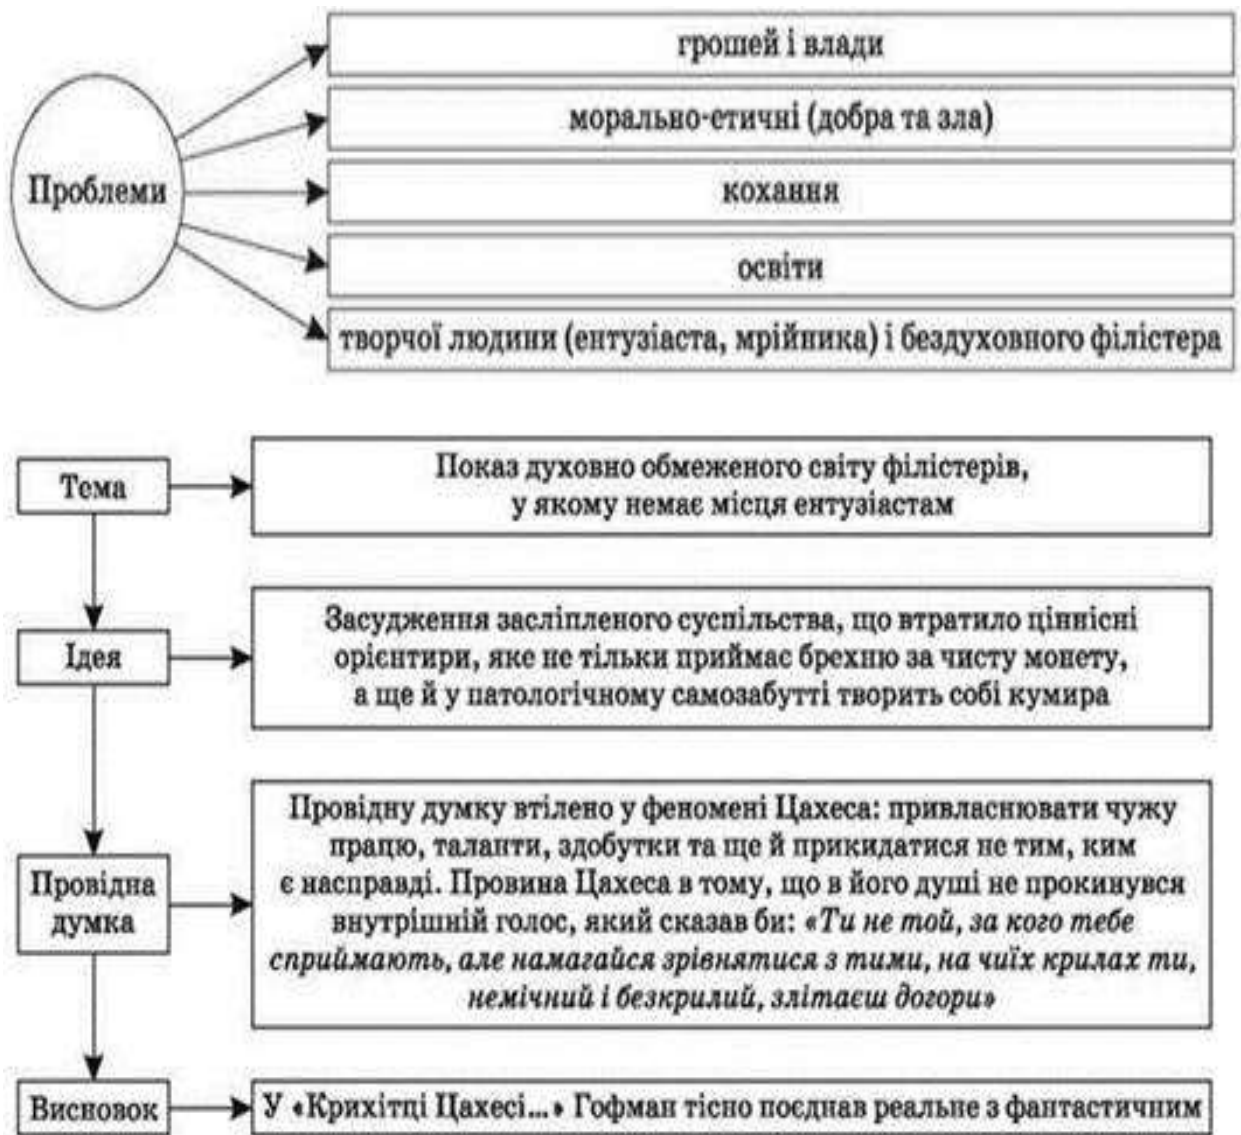 Проблеми
грошей і влади
морально-етичні (добра та зла)
кохання
освіти
творчої людини (ентузіаста, мрійника) і бездуховного філістера
Тема
Показ духовно обмеженого світу філістерів,
у якому немає місця ентузіастам
Ідея
Засудження засліпленого суспільства, що втратило ціннісні
орієнтири, яке не тільки приймає брехню за чисту монету,
а ще й у патологічному самозабутті творить собі кумира
Провідна
думка
Провідну думку втілено у феномені Цахеса: привласнювати чужу
працю, таланти, здобутки та ще й прикидатися не тим, ким
є насправді. Провина Цахеса в тому, що в його душі не прокинувся
внутрішній голос, який сказав би: «Ти не той, за кого тебе
сприймають, але намагайся зрівнятися з тими, на чиїх крилах ти,
немічний і безкрилий, злітаєш догори»
Висновок
У «Крихітці Цахесі...» Гофман тісно поєднав реальне з фантастичним